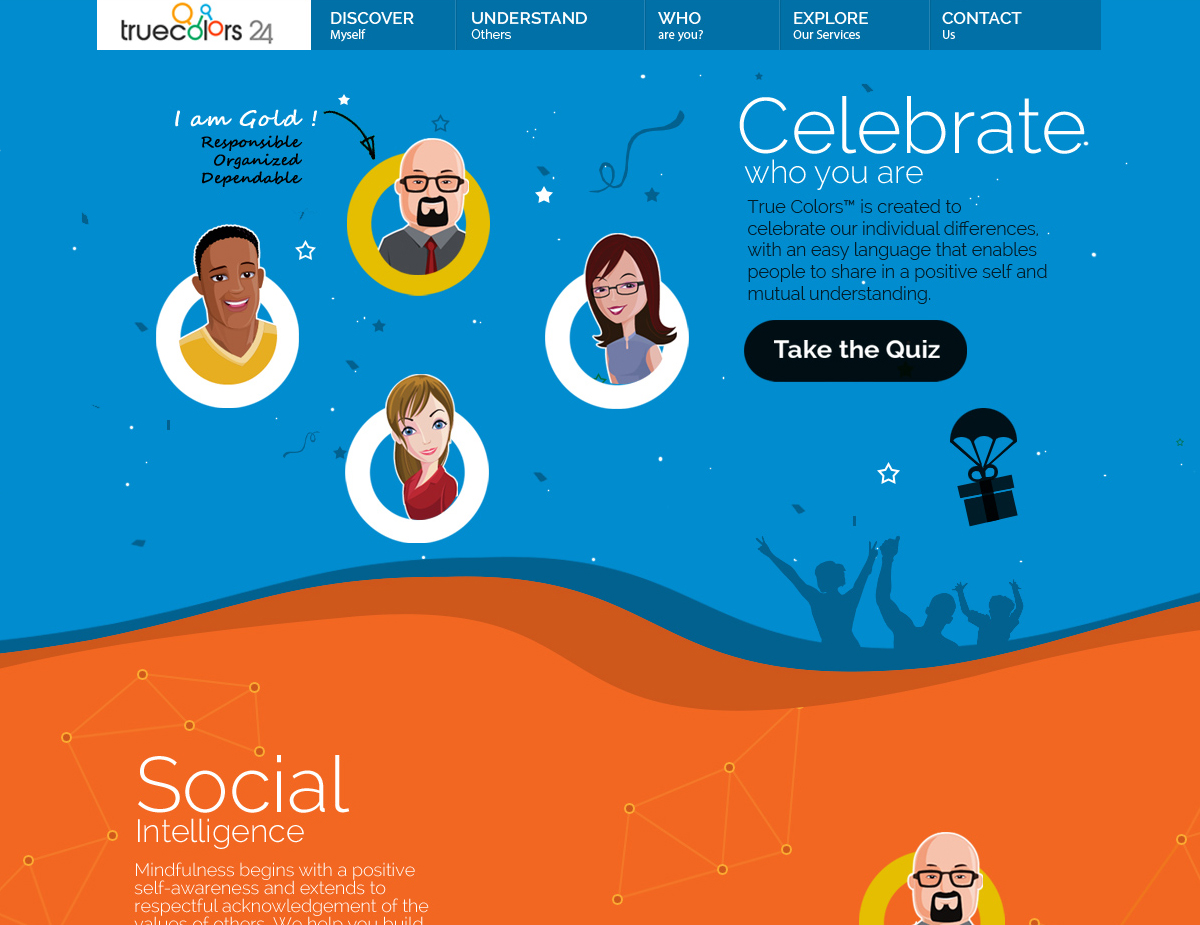 truecolors 24
DISCOVER
Myself
UNDERSTAND
Others
WHO
are you?
EXPLORE
Our Services
CONTACT
Us
I am Gold !
Responsible
Organized
Dependable
Celebrate
who you are
True Colors™ is created to
celebrate our individual differences,
with an easy language that enables
people to share in a positive self and
mutual understanding.
Take the Quiz
Social
Intelligence
Mindfulness begins with a positive
self-awareness and extends to
respectful acknowledgement of the
values of others. We help you build